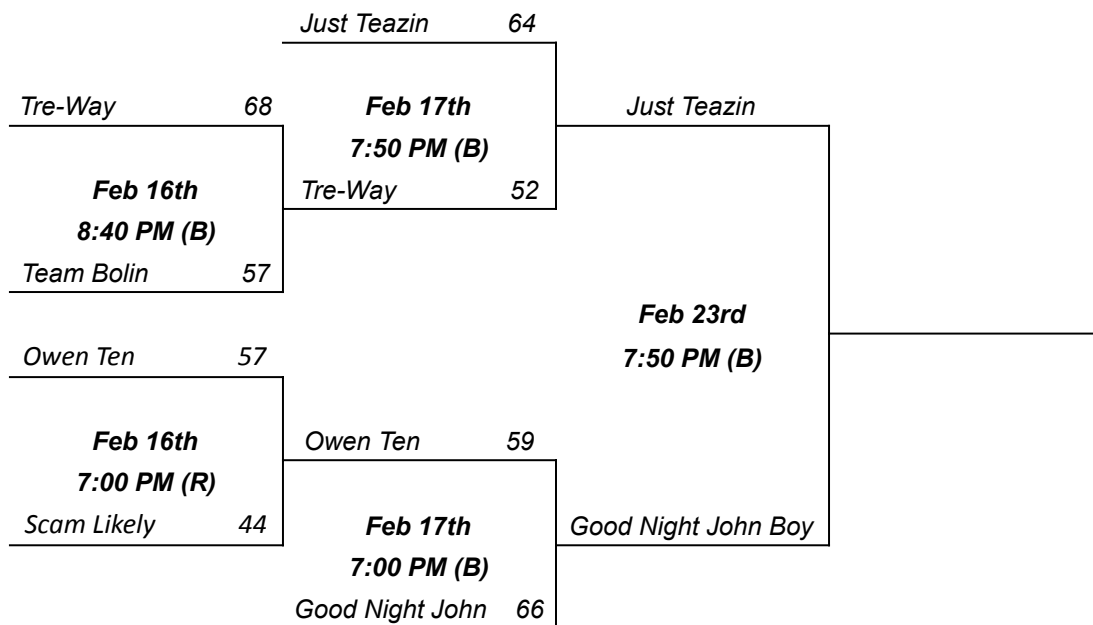 Just Teazin 64
Tre-Way 68
Feb 17th
7:50 PM (B)
Just Teazin
Feb 16th
8:40 PM (B)
Tre-Way 52
Team Bolin 57
Feb 23rd
7:50 PM (B)
Owen Ten 57
Feb 16th
7:00 PM (R)
Owen Ten 59
Scam Likely 44
Feb 17th
7:00 PM (B)
Good Night John Boy
Good Night John 66